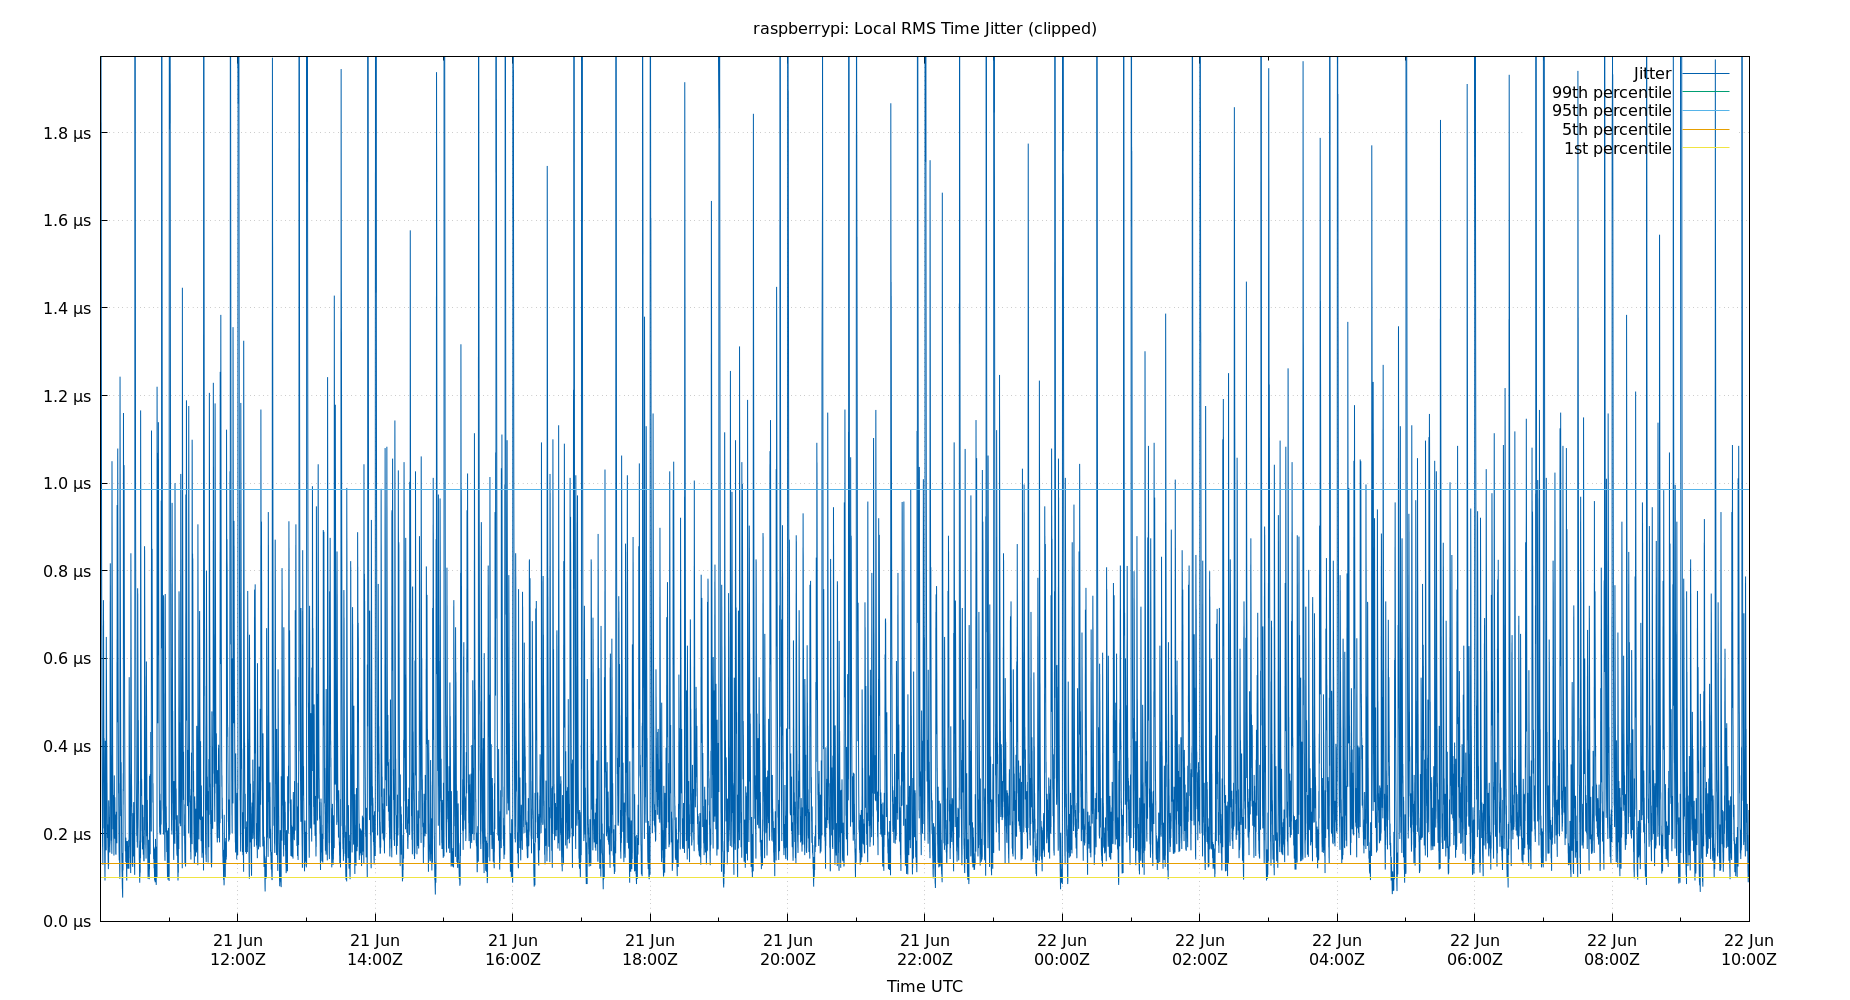 raspberrypi: Local RMS Time Jitter (clipped)
Jitter
99th percentile
95th percentile
5th percentile
1st percentile
1.8 µs
1.6 µs
1.4 µs
1.2 µs
1.0 µs
0.8 µs
0.6 µs
0.4 µs
0.2 µs
0.0 µs
21 Jun 21 Jun 21 Jun 21 Jun 21 Jun 21 Jun 22 Jun 22 Jun 22 Jun 22 Jun 22 Jun 22 Jun
12:00Z 14:00Z 16:00Z 18:00Z 20:00Z 22:00Z 00:00Z 02:00Z 04:00Z 06:00Z 08:00Z 10:00Z
Time UTC